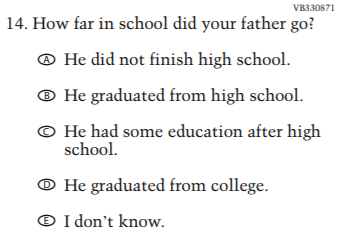 VB330871
14. How far in school did your father go?
Ⓐ He did not finish high school.
Ⓑ He graduated from high school.
Ⓒ He had some education after high
school.
Ⓓ He graduated from college.
Ⓔ I don't know.